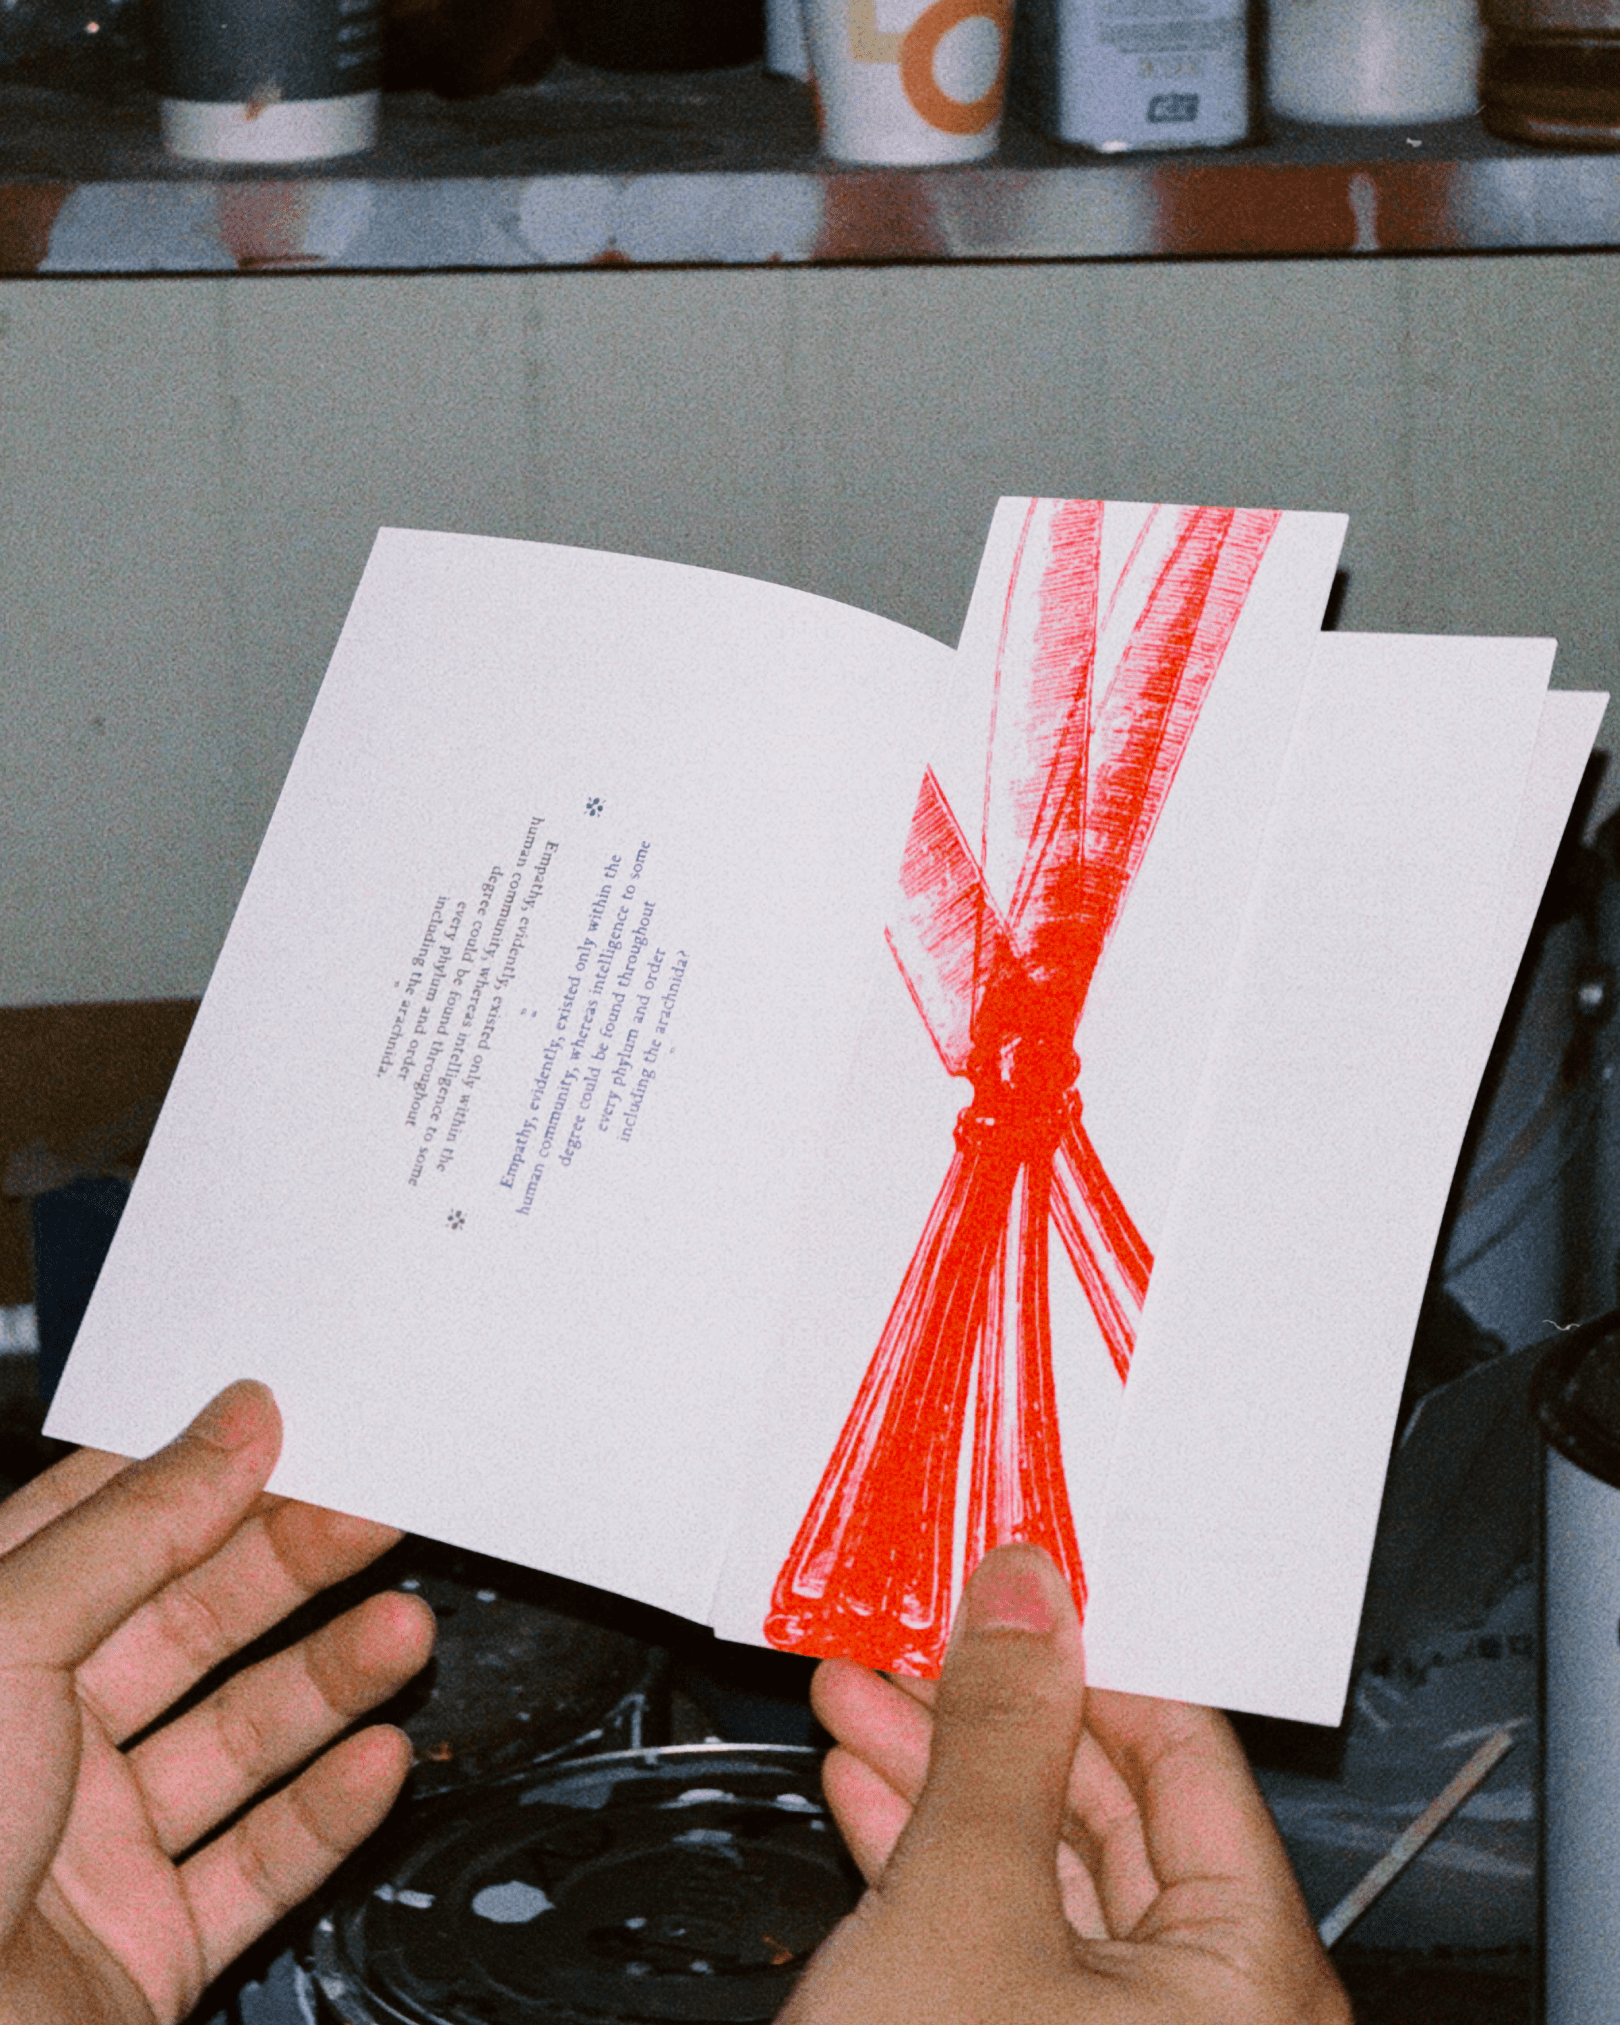 “
Empathy, evidently, existed only within the
human community, whereas intelligence to some
degree could be found throughout
every phylum and order
including the arachnida.
”
“
Empathy, evidently, existed only within the
human community, whereas intelligence to some
degree could be found throughout
every phylum and order
including the arachnida?
”